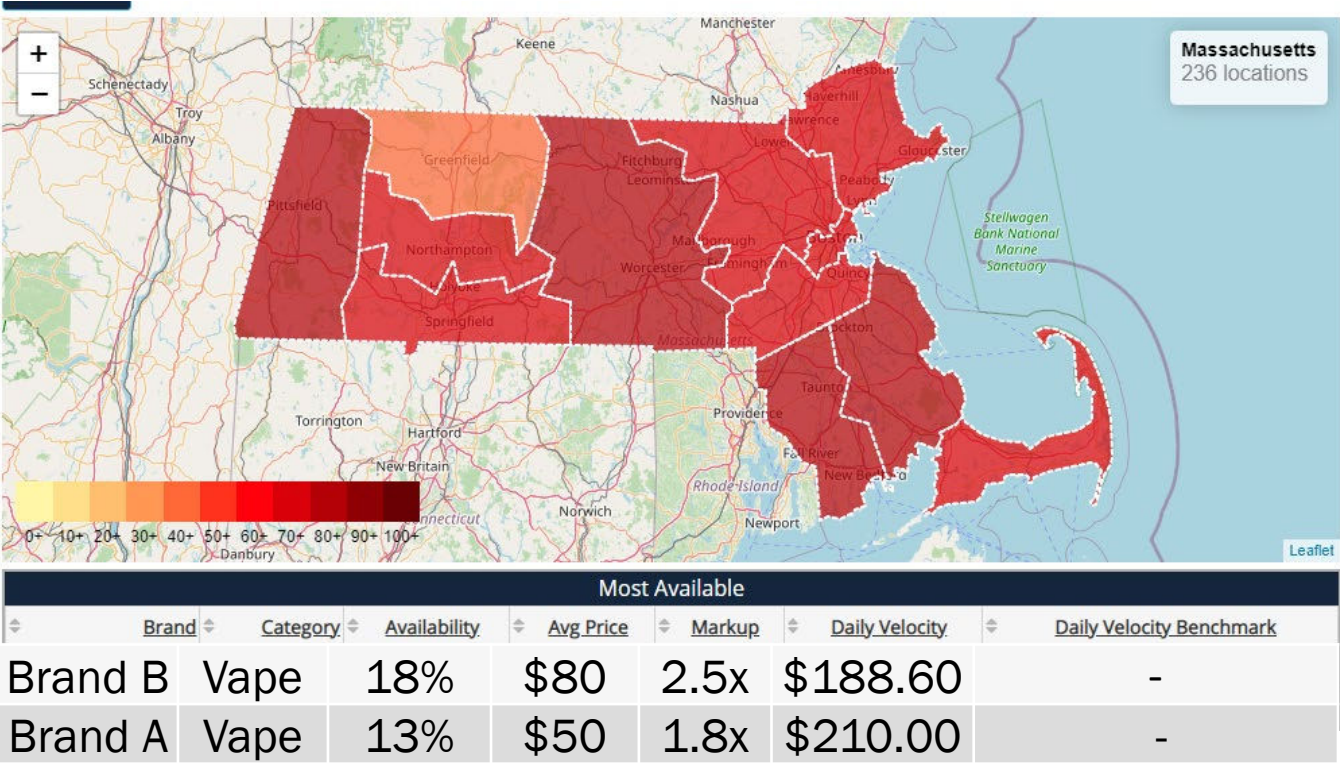 Manchester
Keene
+
−
Schenectady
Troy
Albany
Nashua
Massachusetts
236 locations
Amesbury
Haverhill
Lawrence
Lowell
Gloucester
Greenfield
Fitchburg
Leominster
Peabody
Lynn
Pittsfield
Northampton
Marlborough
Boston
Stellwagen
Bank National
Marine
Sanctuary
Worcester
Framingham
Quincy
Holyoke
Springfield
Brockton
Massachusetts
Taunton
Torrington
Hartford
Providence
New Britain
Fall River
New Bedford
Rhode Island
Norwich
Newport
Connecticut
0+ 10+ 20+ 30+ 40+ 50+ 60+ 70+ 80+ 90+ 100+
Danbury
Leaflet
Most Available
Brand Category Availability Avg Price Markup Daily Velocity Daily Velocity Benchmark
Brand B Vape 18% $80 2.5x $188.60 -
Brand A Vape 13% $50 1.8x $210.00 -